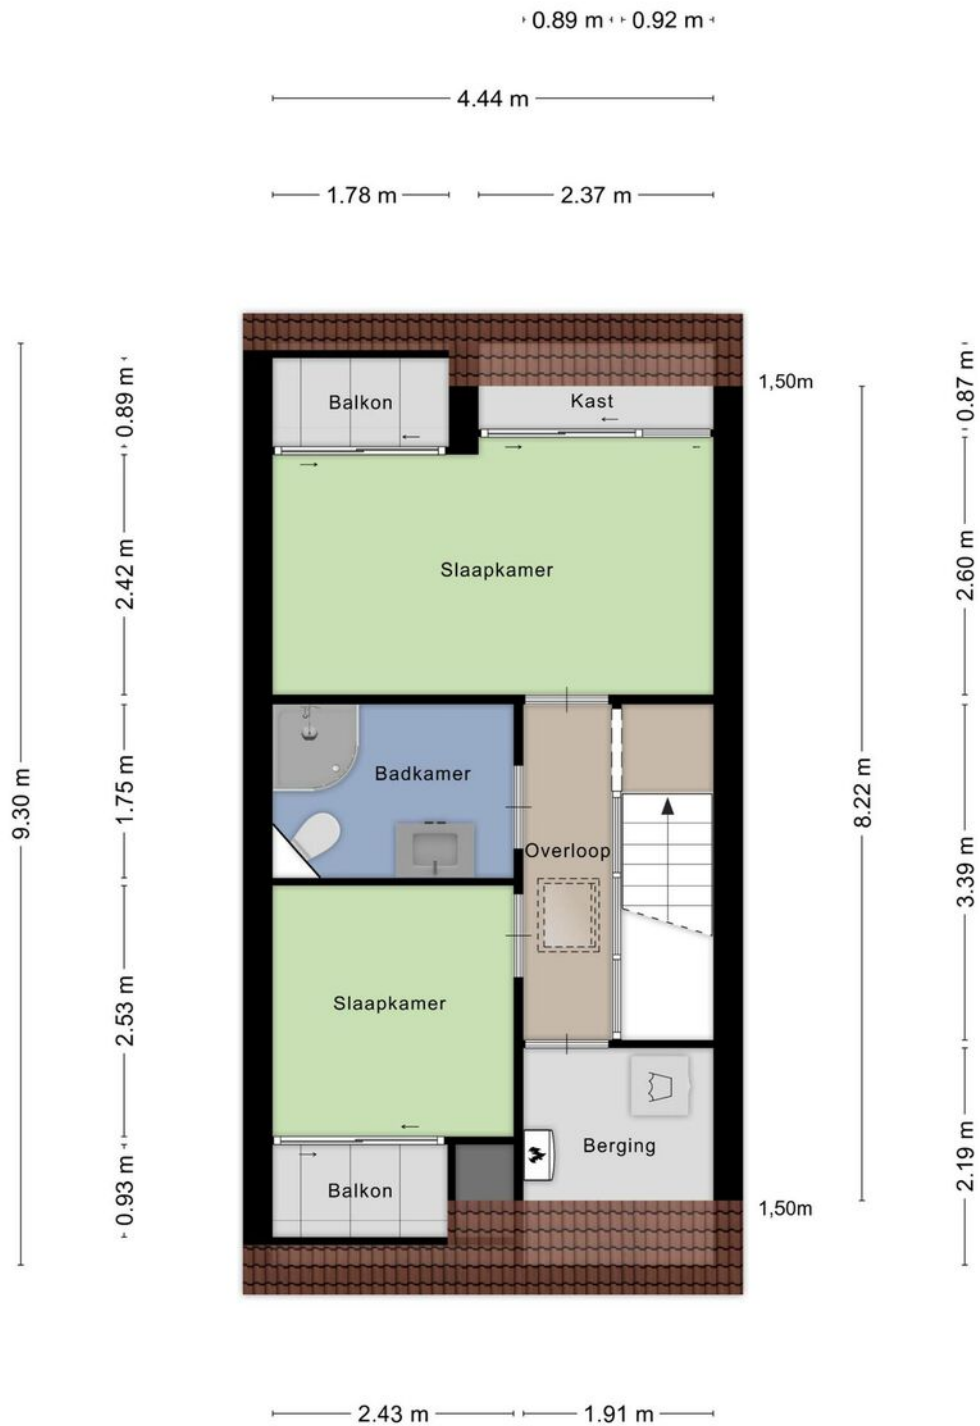 0.89 m
0.92 m
4.44 m
1.78 m
2.37 m
1,50m
Balkon
Kast
0.89 m
0.87 m
Slaapkamer
2.42 m
2.60 m
Badkamer
1.75 m
9.30 m
8.22 m
Overloop
3.39 m
Slaapkamer
2.53 m
Berging
Balkon
0.93 m
2.19 m
1,50m
2.43 m
1.91 m